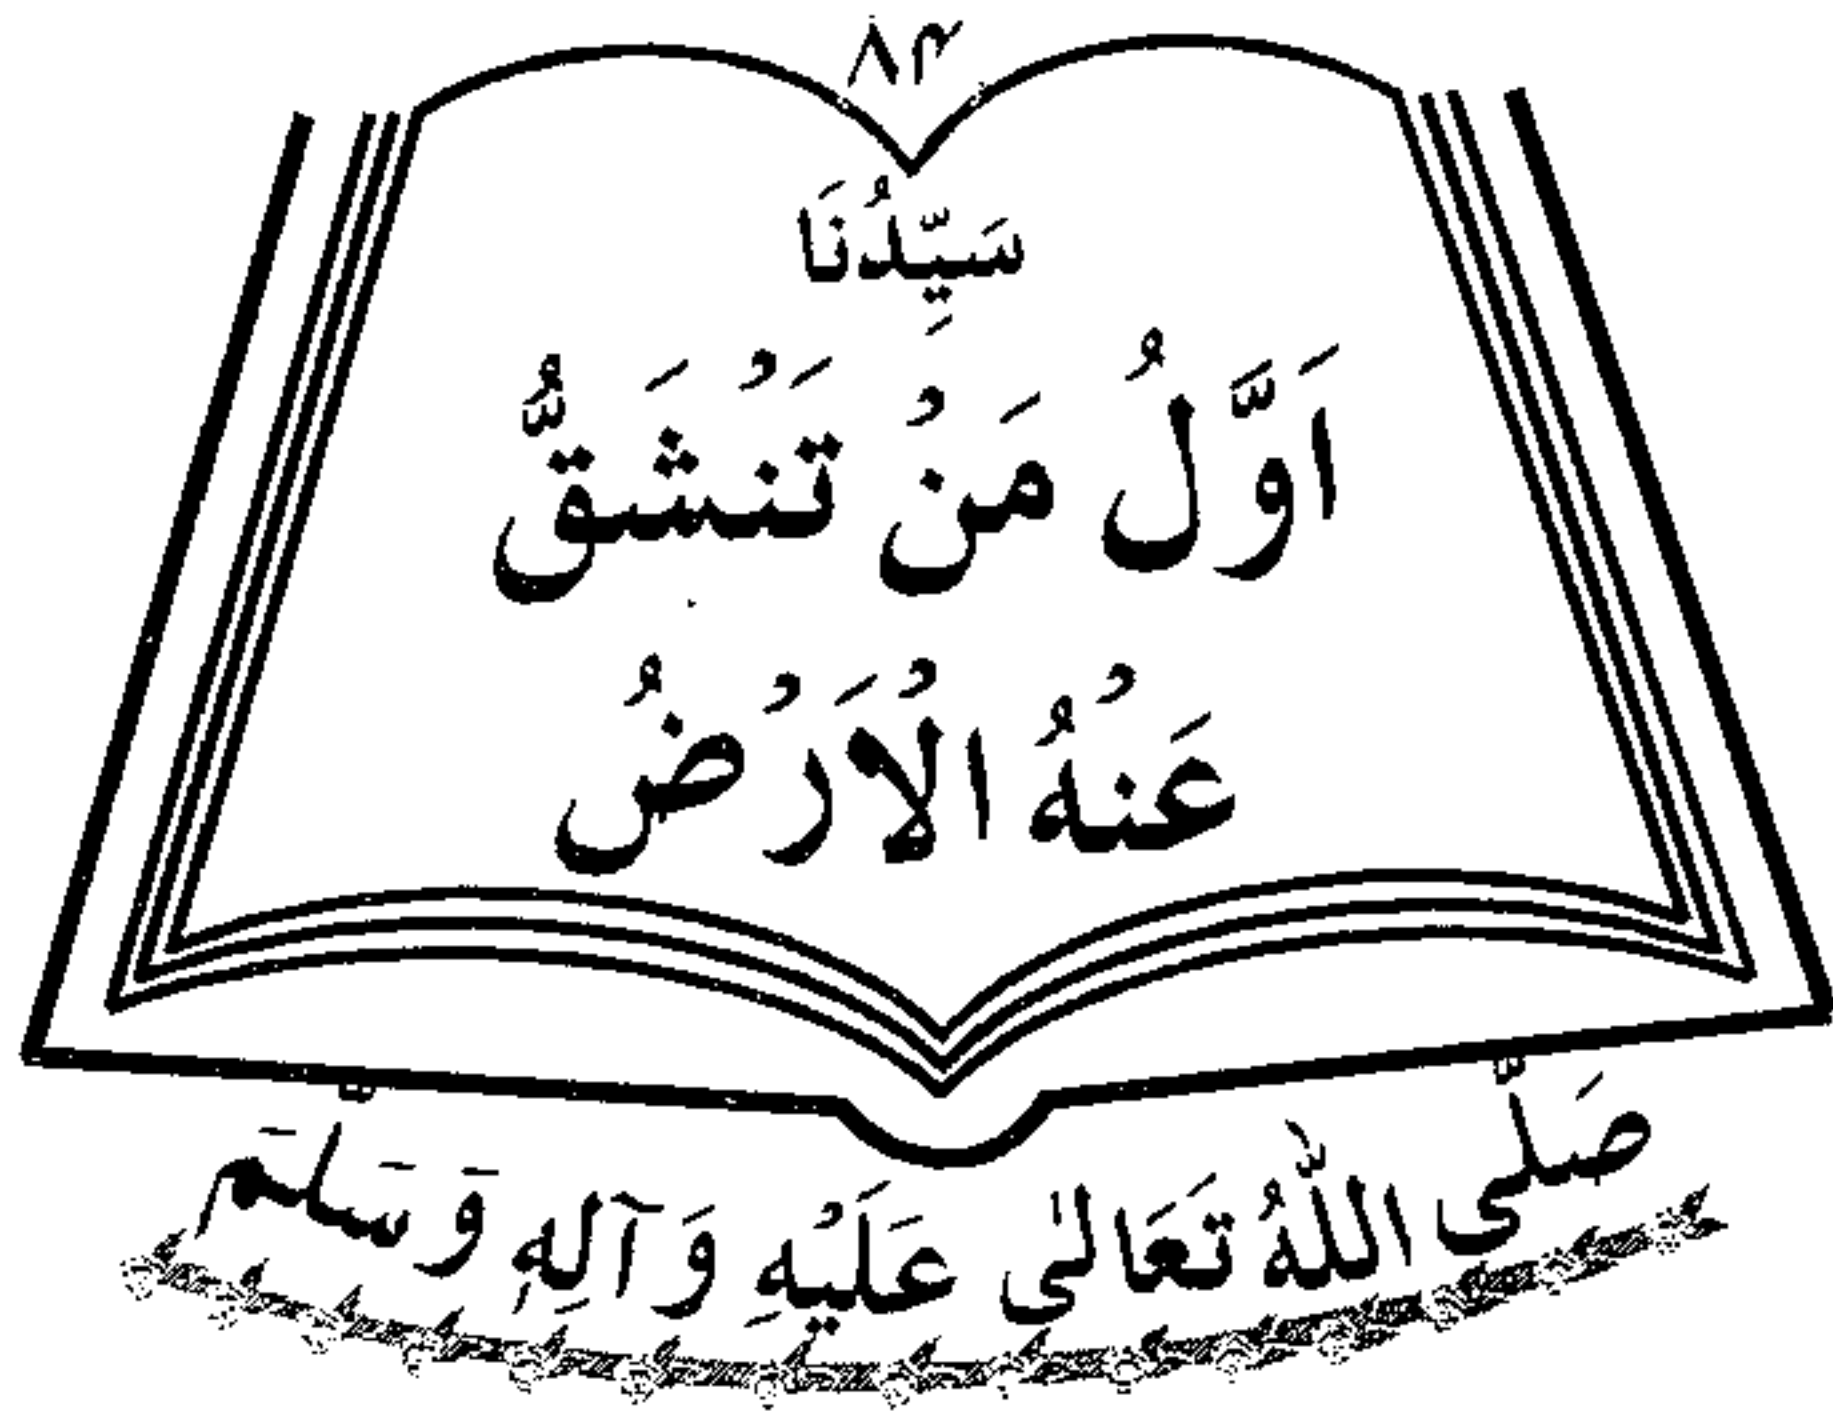 ۸۴
سَیِّدُنَا
اَوَّلُ مَنْ تَنْشَقُّ
عَنْهُ الْاَرْضُ
صَلَّی اللّٰهُ تَعَالٰی عَلَیْهِ وَآلِهٖ وَسَلَّمَ